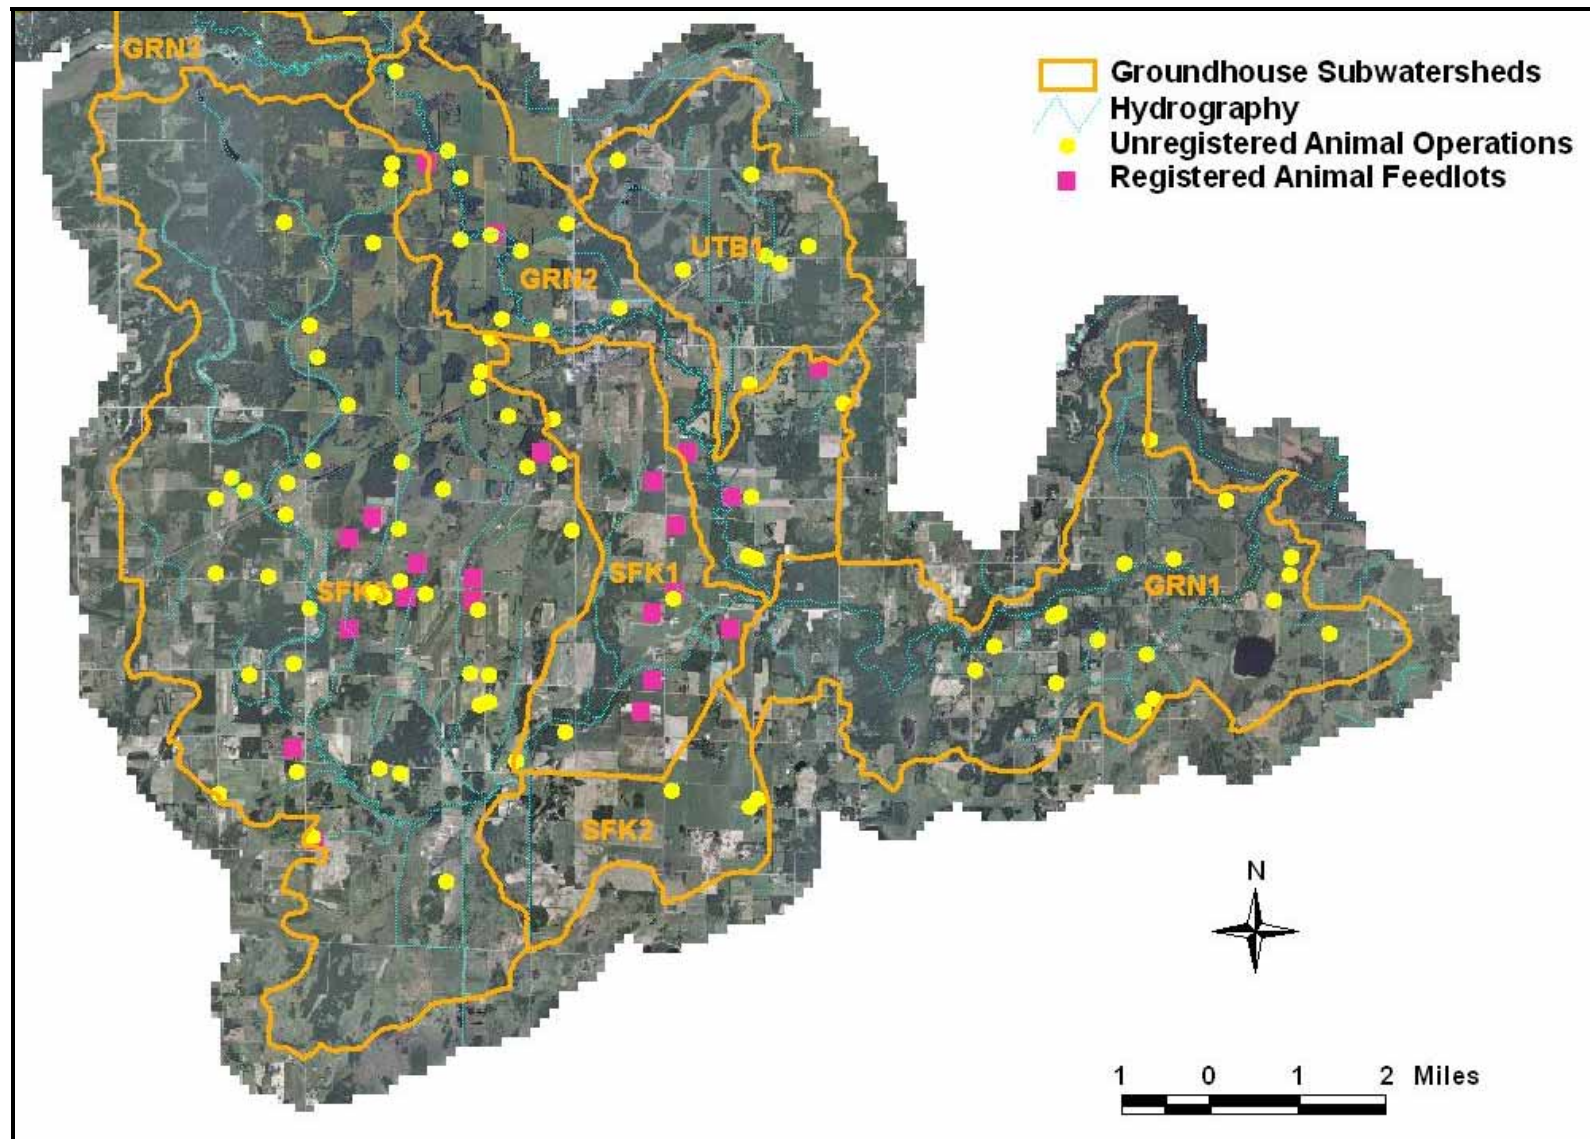 GRN3
Groundhouse Subwatersheds
Hydrography
Unregistered Animal Operations
Registered Animal Feedlots
UTB1
GRN2
SFK3
SFK1
GRN1
SFK2
N
1 0 1 2 Miles